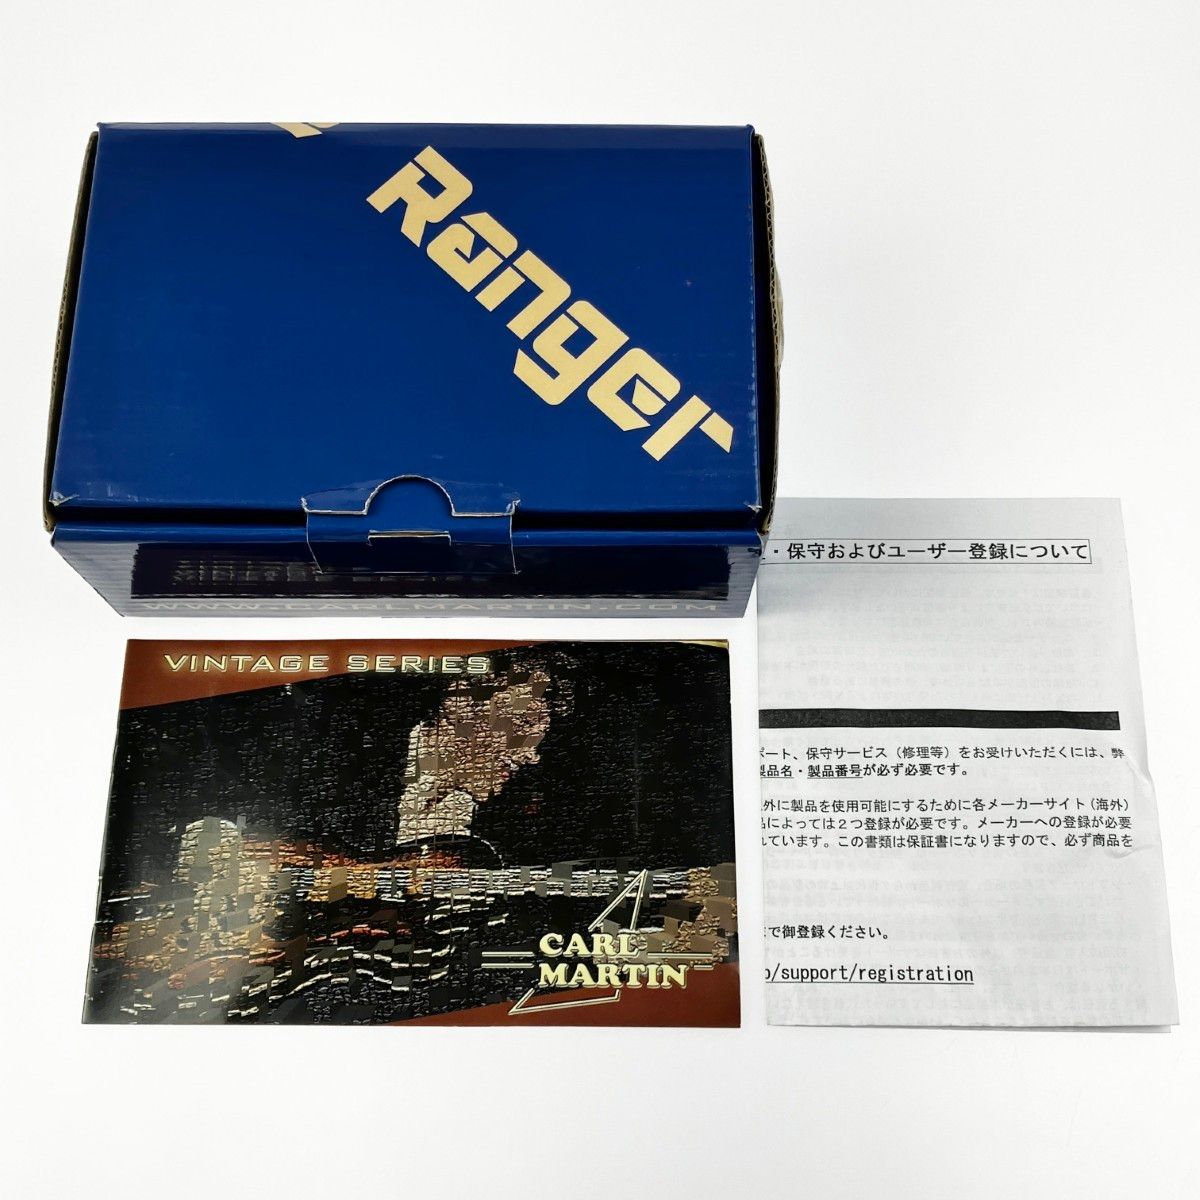 Ranger
WWW.CARLMARTIN.COM
VINTAGE SERIES
CARL
MARTIN
・保守およびユーザー登録について
ポート、保守サービス（修理等）をお受けいただくには、弊
製品名・製品番号が必ず必要です。
外に製品を使用可能にするために各メーカーサイト（海外）
品によっては２つ登録が必要です。メーカーへの登録が必要
れています。この書類は保証書になりますので、必ず商品を
まで御登録ください。
p/support/registration